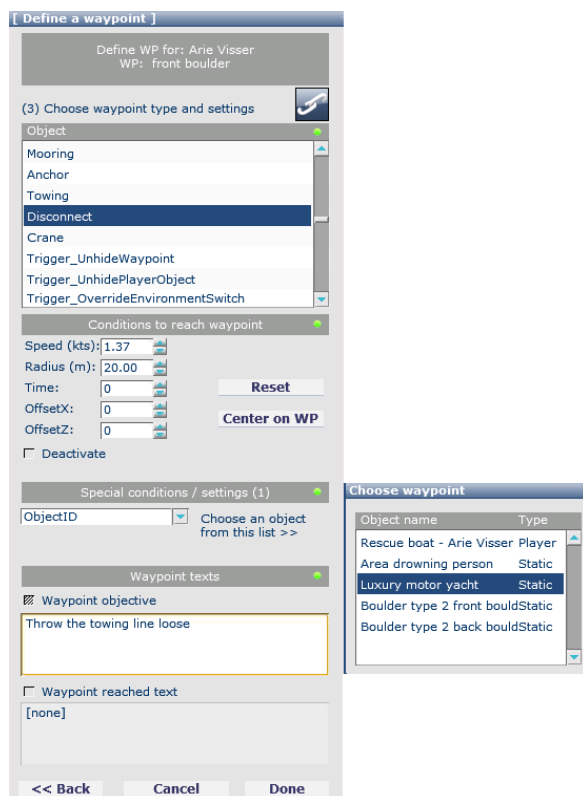 [ Define a waypoint ]
Define WP for: Arie Visser
WP: front boulder
(3) Choose waypoint type and settings
Object
Mooring
Anchor
Towing
Disconnect
Crane
Trigger_UnhideWaypoint
Trigger_UnhidePlayerObject
Trigger_OverrideEnvironmentSwitch
Conditions to reach waypoint
Speed (kts): 1.37
Radius (m): 20.00
Time: 0
Reset
OffsetX: 0
Center on WP
OffsetZ: 0
Deactivate
Special conditions / settings (1)
ObjectID
Choose an object
from this list >>
Waypoint texts
Waypoint objective
Throw the towing line loose
Waypoint reached text
[none]
<< Back Cancel Done
Choose waypoint
Object name Type
Rescue boat - Arie Visser Player
Area drowning person Static
Luxury motor yacht Static
Boulder type 2 front bouldStatic
Boulder type 2 back bouldStatic